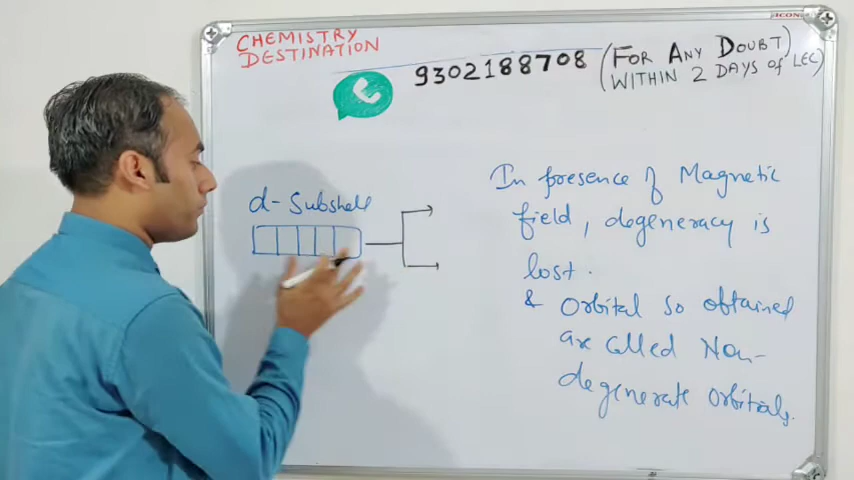 CHEMISTRY
DESTINATION
9302188708
(FOR ANY DOUBT)
WITHIN 2 DAYS of LEC)
d-Subshell
In presence of Magnetic
field, degeneracy is
lost.
& Orbital so obtained
are called Non-
degenerate Orbitals.
ICON